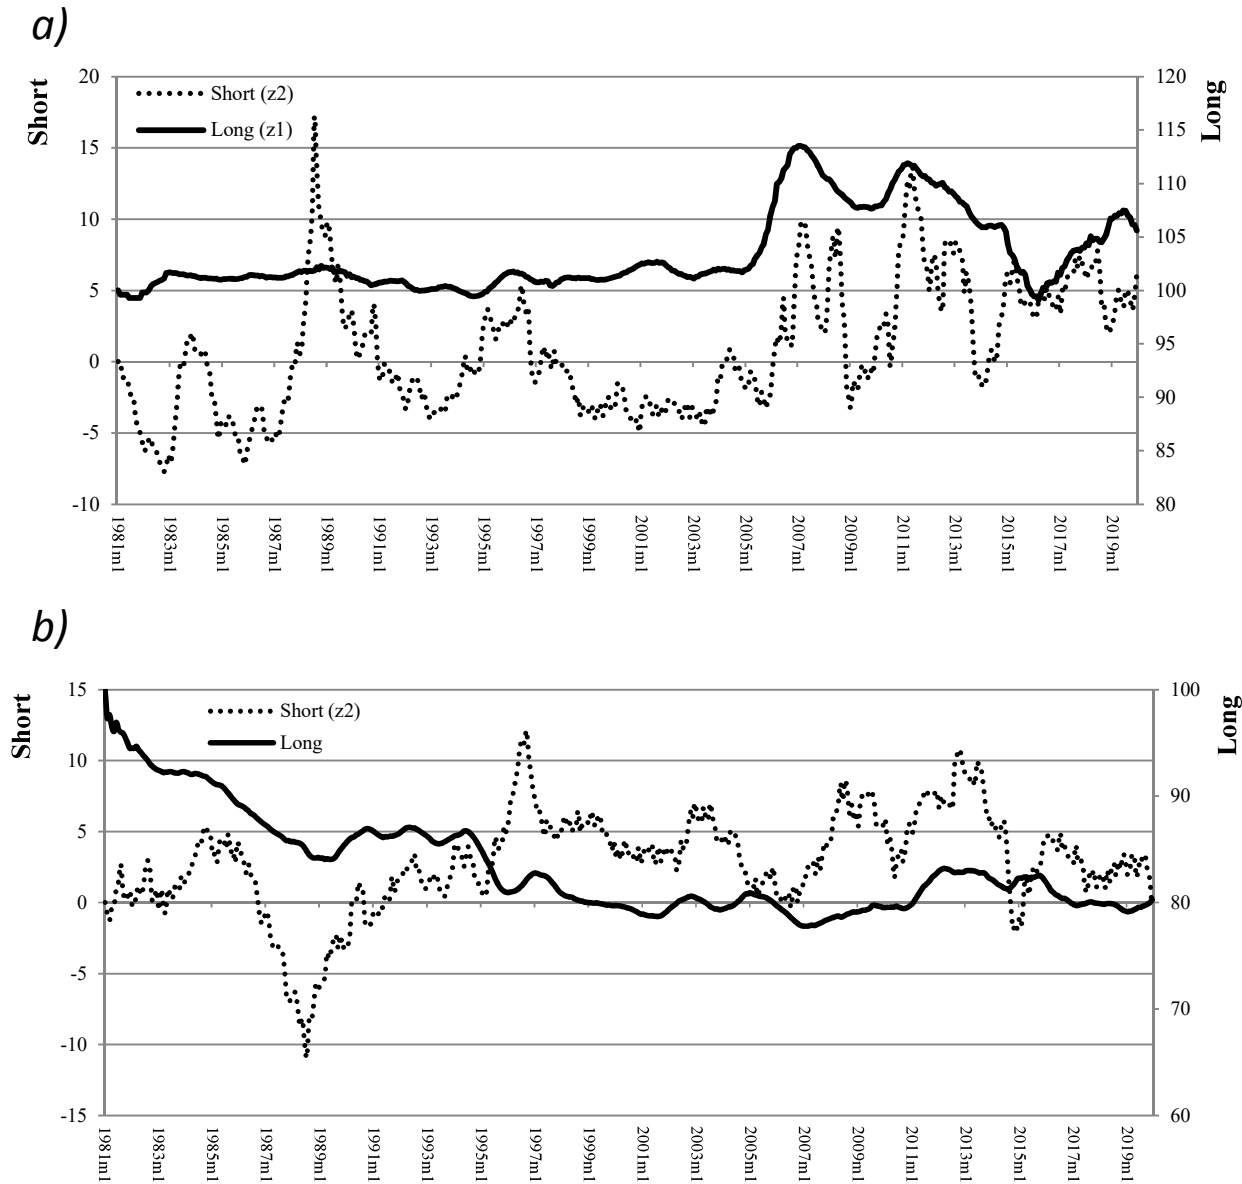 a)
Short
Long
Short (z2)
Long (z1)
20
15
10
5
0
-5
-10
120
115
110
105
100
95
90
85
80
1981m1
1983m1
1985m1
1987m1
1989m1
1991m1
1993m1
1995m1
1997m1
1999m1
2001m1
2003m1
2005m1
2007m1
2009m1
2011m1
2013m1
2015m1
2017m1
2019m1
b)
Short
Long
Short (z2)
Long
15
10
5
0
-5
-10
-15
100
90
80
70
60
1981m1
1983m1
1985m1
1987m1
1989m1
1991m1
1993m1
1995m1
1997m1
1999m1
2001m1
2003m1
2005m1
2007m1
2009m1
2011m1
2013m1
2015m1
2017m1
2019m1